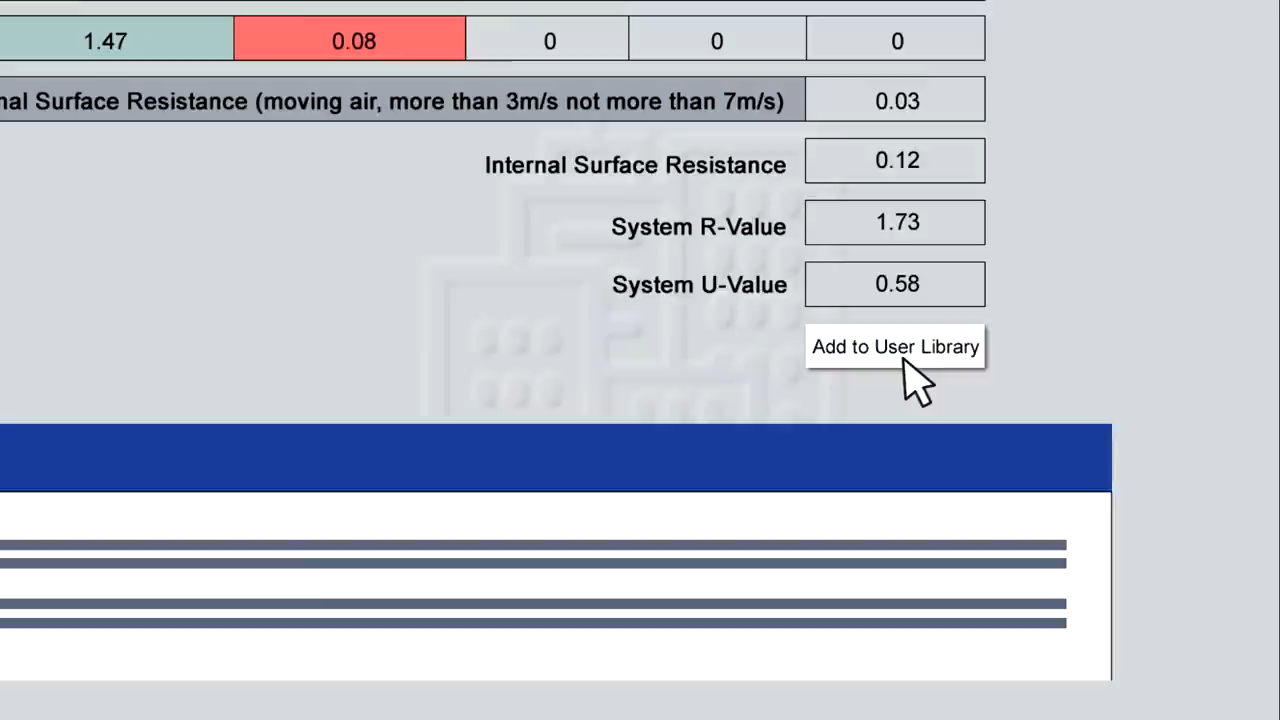 1.47 0.08 0 0 0
nal Surface Resistance (moving air, more than 3m/s not more than 7m/s) 0.03
Internal Surface Resistance 0.12
System R-Value 1.73
System U-Value 0.58
Add to User Library